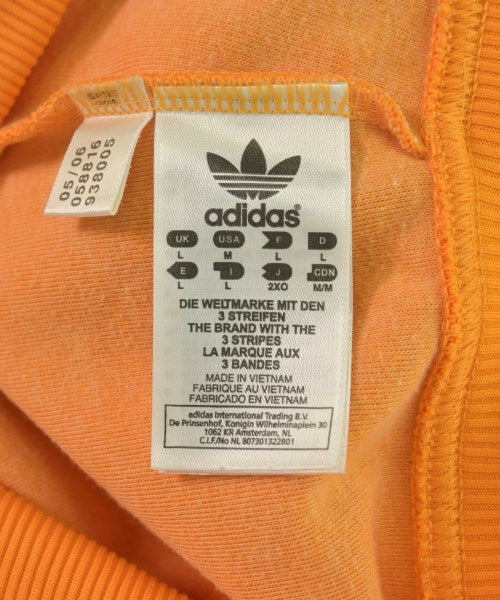 05/06
058816
938005
adidas®
UK USA F D
L M L L
E I J CDN
L L 2XO M/M
DIE WELTMARKE MIT DEN
3 STREIFEN
THE BRAND WITH THE
3 STRIPES
LA MARQUE AUX
3 BANDES
MADE IN VIETNAM
FABRIQUE AU VIETNAM
FABRICADO EN VIETNAM
adidas International Trading B.V.
De Prinsenhof, Konigin Wilhelminaplein 30
1062 KR Amsterdam, NL
C.I.F/No NL 807301322B01